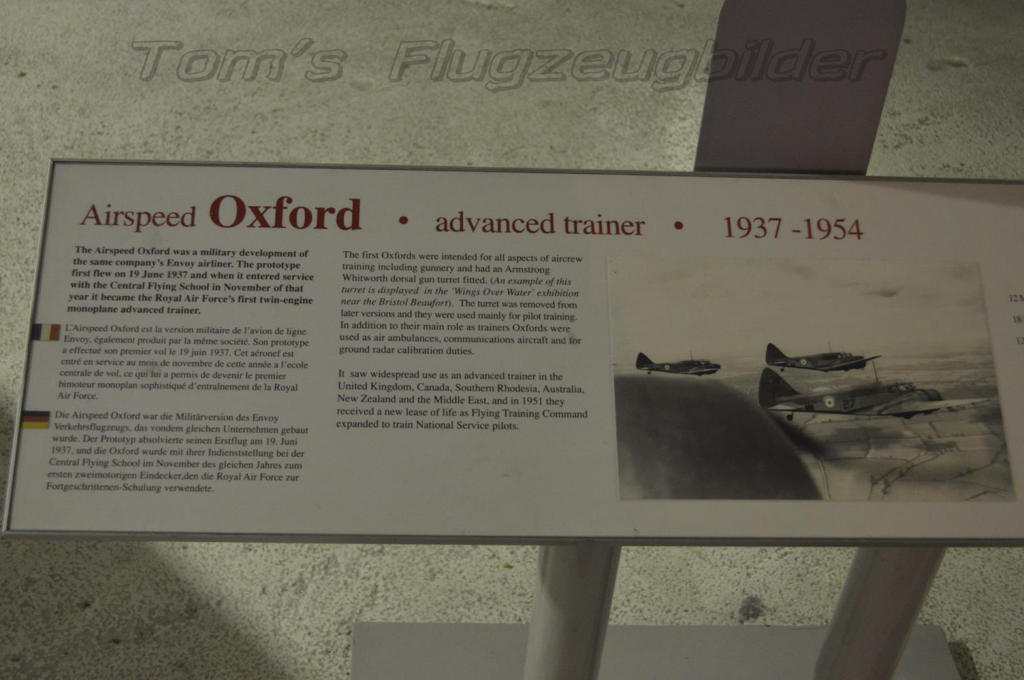 Tom's Flugzeugbilder
Airspeed Oxford • advanced trainer • 1937 -1954
The Airspeed Oxford was a military development of
the same company's Envoy airliner. The prototype
first flew on 19 June 1937 and when it entered service
with the Central Flying School in November of that
year it became the Royal Air Force's first twin-engine
monoplane advanced trainer.
L'Airspeed Oxford est la version militaire de l'avion de ligne
Envoy, également produit par la même société. Son prototype
a effectué son premier vol le 19 juin 1937. Cet aéronef est
entré en service au mois de novembre de cette année a l'ecole
centrale de vol, ce qui lui a permis de devenir le premier
bimoteur monoplan sophistiqué d'entraînement de la Royal
Air Force.
Die Airspeed Oxford war die Militärversion des Envoy
Verkehrsflugzeugs, das vondem gleichen Unternehmen gebaut
wurde. Der Prototyp absolvierte seinen Erstflug am 19. Juni
1937, und die Oxford wurde mit ihrer Indienststellung bei der
Central Flying School im November des gleichen Jahres zum
ersten zweimotorigen Eindecker,den die Royal Air Force zur
Fortgeschrittenen-Schulung verwendete.
The first Oxfords were intended for all aspects of aircrew
training including gunnery and had an Armstrong
Whitworth dorsal gun turret fitted. (An example of this
turret is displayed in the 'Wings Over Water' exhibition
near the Bristol Beaufort). The turret was removed from
later versions and they were used mainly for pilot training.
In addition to their main role as trainers Oxfords were
used as air ambulances, communications aircraft and for
ground radar calibration duties.
It saw widespread use as an advanced trainer in the
United Kingdom, Canada, Southern Rhodesia, Australia,
New Zealand and the Middle East, and in 1951 they
received a new lease of life as Flying Training Command
expanded to train National Service pilots.
12
18
12